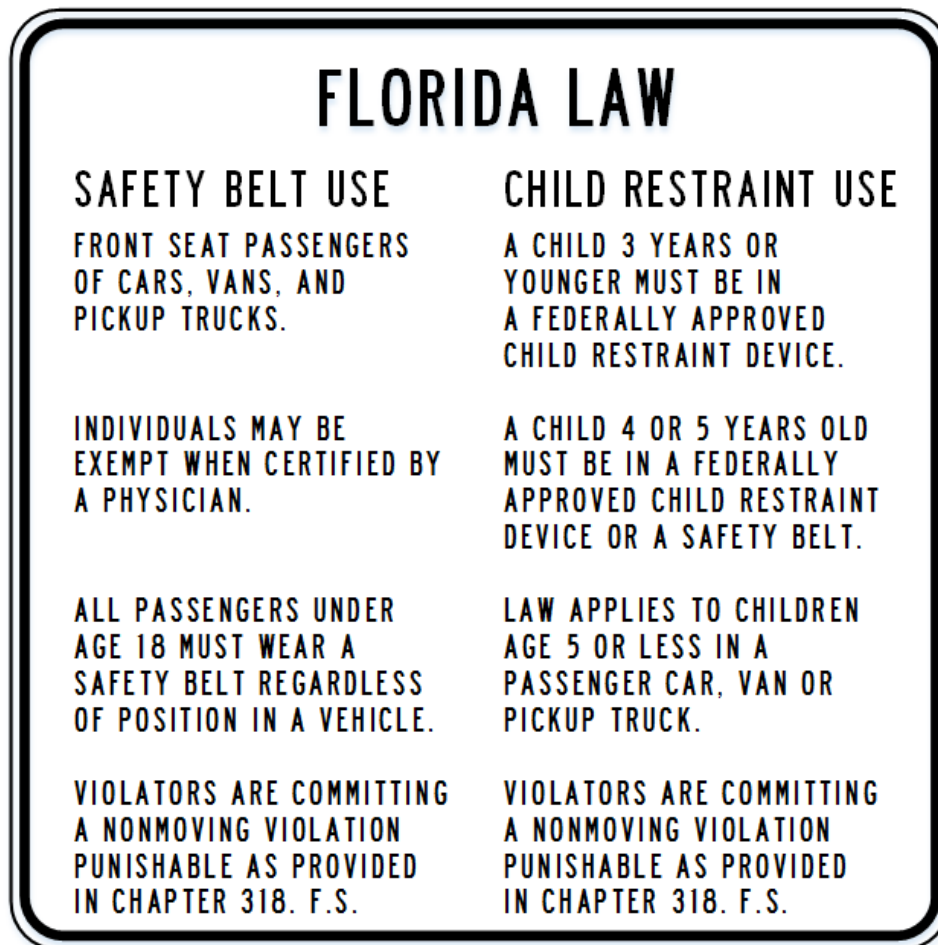 FLORIDA LAW
SAFETY BELT USE
FRONT SEAT PASSENGERS
OF CARS, VANS, AND
PICKUP TRUCKS.
INDIVIDUALS MAY BE
EXEMPT WHEN CERTIFIED BY
A PHYSICIAN.
ALL PASSENGERS UNDER
AGE 18 MUST WEAR A
SAFETY BELT REGARDLESS
OF POSITION IN A VEHICLE.
VIOLATORS ARE COMMITTING
A NONMOVING VIOLATION
PUNISHABLE AS PROVIDED
IN CHAPTER 318. F.S.
CHILD RESTRAINT USE
A CHILD 3 YEARS OR
YOUNGER MUST BE IN
A FEDERALLY APPROVED
CHILD RESTRAINT DEVICE.
A CHILD 4 OR 5 YEARS OLD
MUST BE IN A FEDERALLY
APPROVED CHILD RESTRAINT
DEVICE OR A SAFETY BELT.
LAW APPLIES TO CHILDREN
AGE 5 OR LESS IN A
PASSENGER CAR, VAN OR
PICKUP TRUCK.
VIOLATORS ARE COMMITTING
A NONMOVING VIOLATION
PUNISHABLE AS PROVIDED
IN CHAPTER 318. F.S.